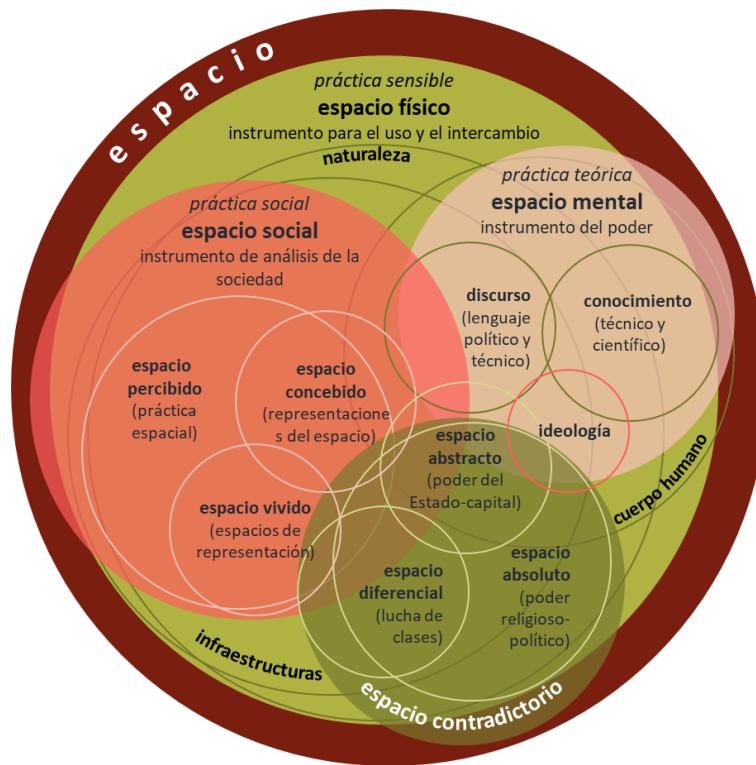 espacio
práctica sensible
espacio físico
instrumento para el uso y el intercambio
naturaleza
práctica social
espacio social
instrumento de análisis de la
sociedad
práctica teórica
espacio mental
instrumento del poder
discurso
(lenguaje
político y
técnico)
conocimiento
(técnico y
científico)
espacio
percibido
(práctica
espacial)
espacio
concebido
(representacione
s del espacio)
ideología
espacio
abstracto
(poder del
Estado-capital)
cuerpo humano
espacio vivido
(espacios de
representación)
espacio
diferencial
(lucha de
clases)
espacio
absoluto
(poder
religioso-
político)
infraestructuras
espacio contradictorio